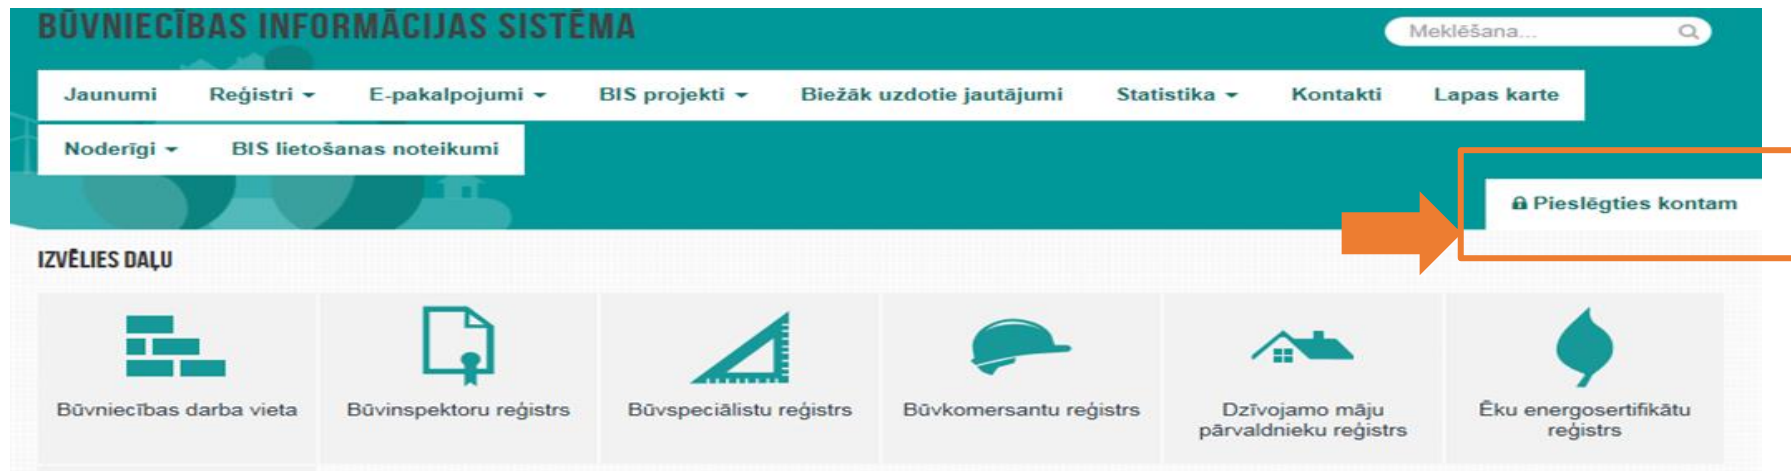 BŪVNIECĪBAS INFORMĀCIJAS SISTĒMA
Meklēšana...
Jaunumi Reģistri E-pakalpojumi BIS projekti Biežāk uzdotie jautājumi Statistika Kontakti Lapas karte
Noderīgi BIS lietošanas noteikumi
Pieslēgties kontam
IZVĒLIES DAĻU
Būvniecības darba vieta Būvinspektoru reģistrs Būvspeciālistu reģistrs Būvkomersantu reģistrs Dzīvojamo māju Ēku energosertifikātu
pārvaldnieku reģistrs reģistrs